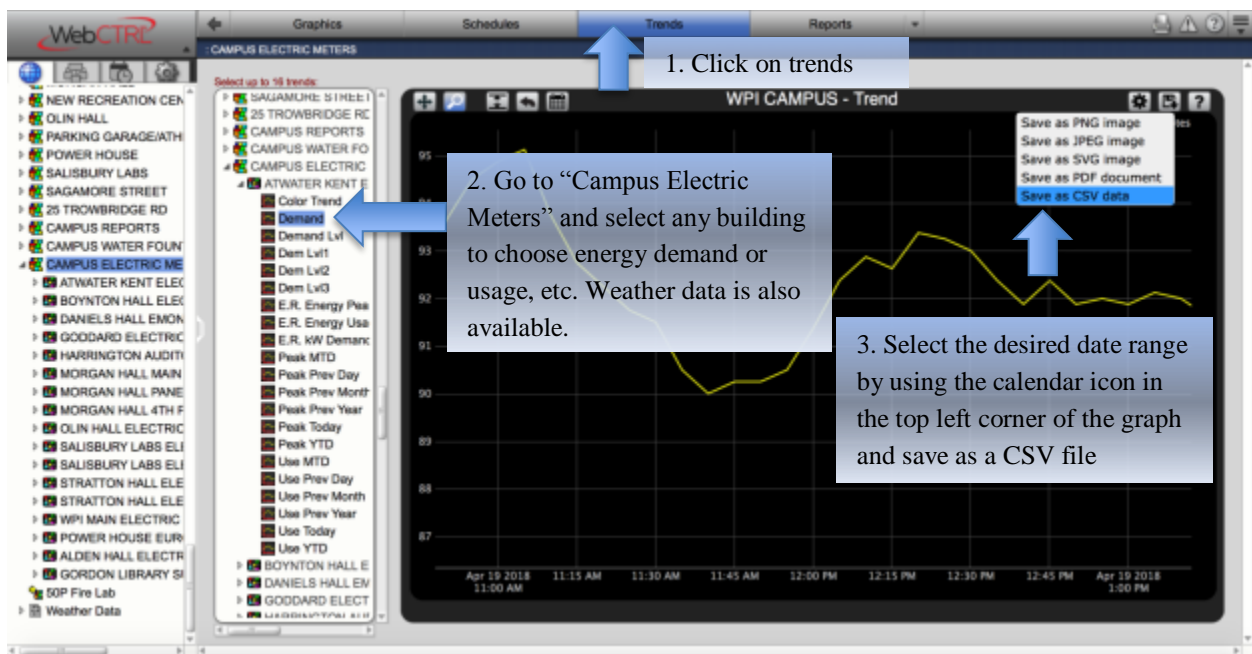 WebCTRL
Graphics
Schedules
Trends
Reports
: CAMPUS ELECTRIC METERS
1. Click on trends
Select up to 16 trends:
NEW RECREATION CEN
OLIN HALL
PARKING GARAGE/ATH
POWER HOUSE
SALISBURY LABS
SAGAMORE STREET
25 TROWBRIDGE RD
CAMPUS REPORTS
CAMPUS WATER FOUN
CAMPUS ELECTRIC ME
ATWATER KENT ELEC
BOYNTON HALL ELEC
DANIELS HALL EMON
GODDARD ELECTRIC
HARRINGTON AUDIT
MORGAN HALL MAIN
MORGAN HALL PANE
MORGAN HALL 4TH F
OLIN HALL ELECTRIC
SALISBURY LABS ELE
SALISBURY LABS ELE
STRATTON HALL ELE
STRATTON HALL ELE
WPI MAIN ELECTRIC
POWER HOUSE EUR
ALDEN HALL ELECTR
GORDON LIBRARY S
50P Fire Lab
Weather Data
SAGAMORE STREET
25 TROWBRIDGE RD
CAMPUS REPORTS
CAMPUS WATER FO
CAMPUS ELECTRIC
ATWATER KENT E
Color Trend
Demand
Demand Lvl
Dem Lvl1
Dem Lvl2
Dem Lvl3
E.R. Energy Pea
E.R. Energy Usa
E.R. kW Demand
Peak MTD
Peak Prev Day
Peak Prev Month
Peak Prev Year
Peak Today
Peak YTD
Use MTD
Use Prev Day
Use Prev Month
Use Prev Year
Use Today
Use YTD
BOYNTON HALL E
DANIELS HALL EM
GODDARD ELECT
WPI CAMPUS - Trend
Save as PNG image
Save as JPEG image
Save as SVG image
Save as PDF document
Save as CSV data
2. Go to “Campus Electric
Meters” and select any building
to choose energy demand or
usage, etc. Weather data is also
available.
3. Select the desired date range
by using the calendar icon in
the top left corner of the graph
and save as a CSV file
95
93
92
91
90
89
88
87
Apr 19 2018
11:00 AM
11:15 AM
11:30 AM
11:45 AM
12:00 PM
12:15 PM
12:30 PM
12:45 PM
Apr 19 2018
1:00 PM